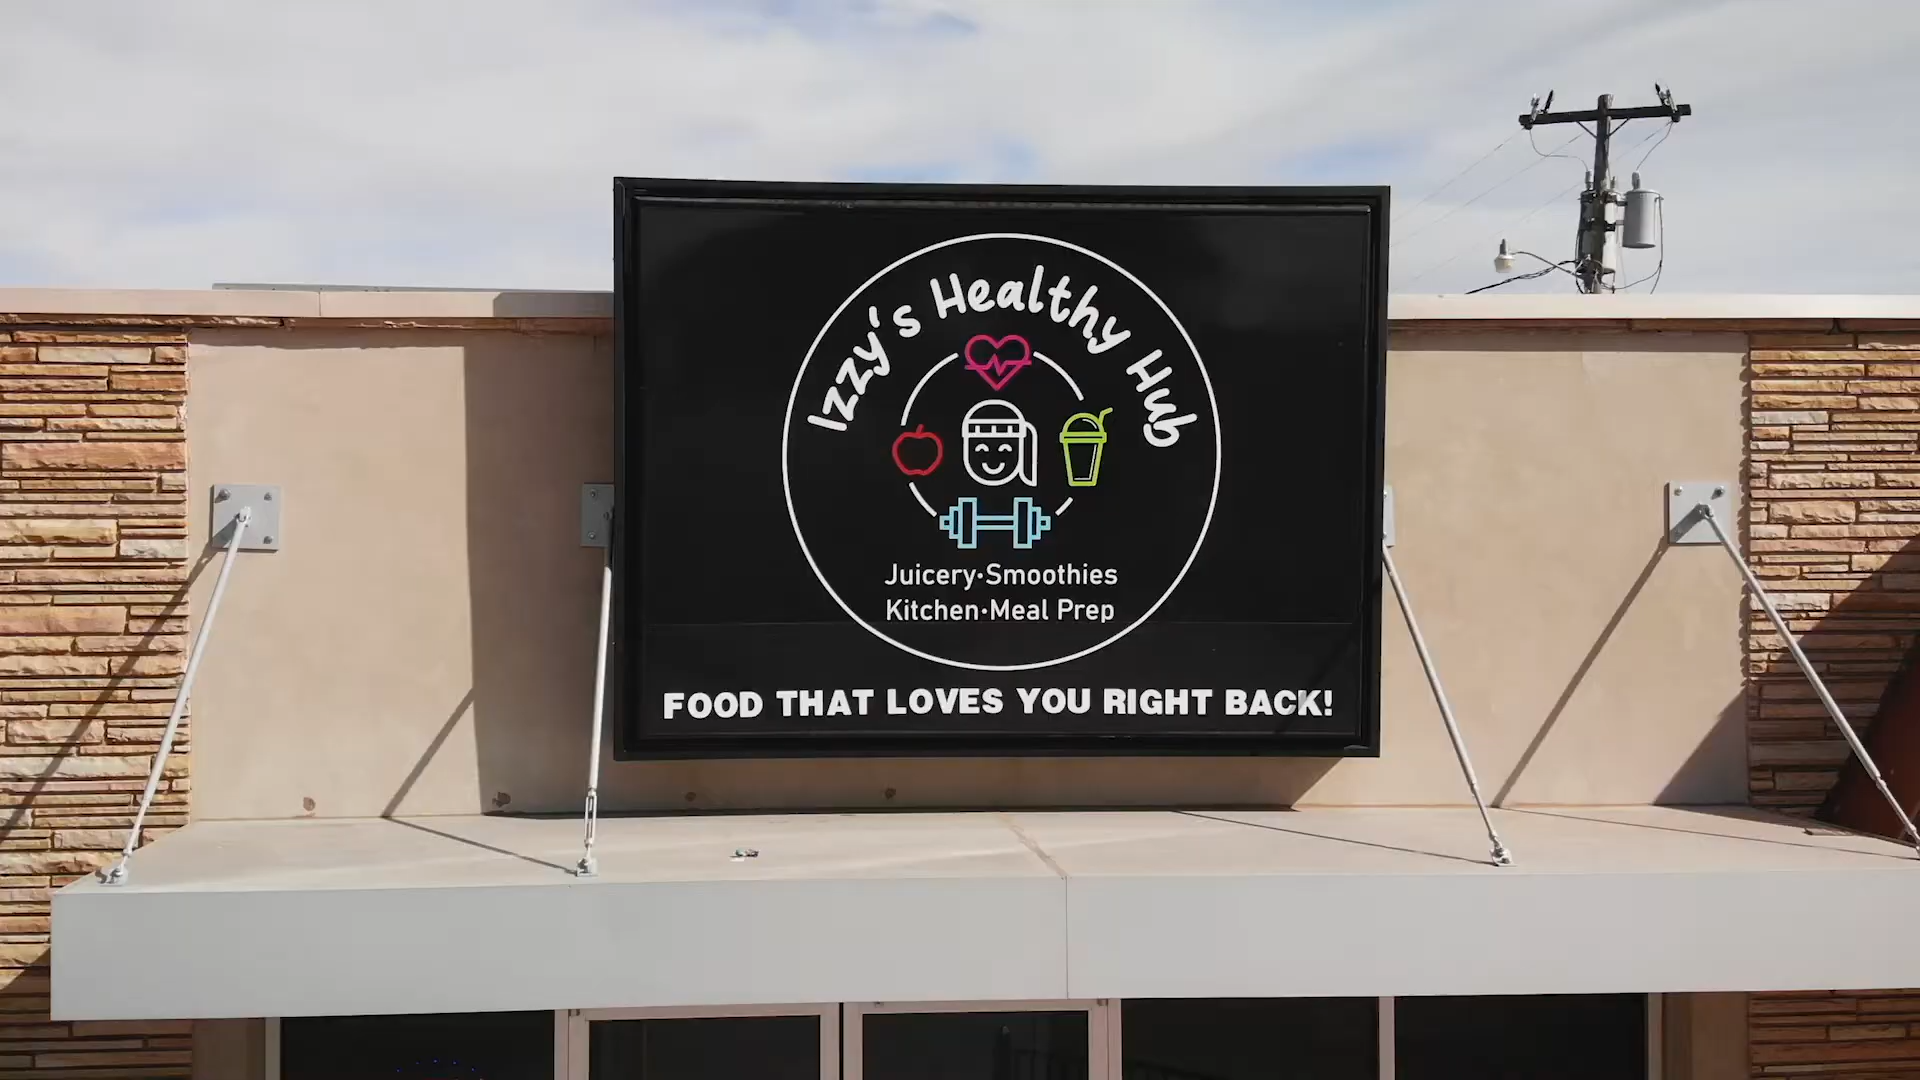 Izzy's Healthy Hub
Juicery·Smoothies
Kitchen·Meal Prep
FOOD THAT LOVES YOU RIGHT BACK!